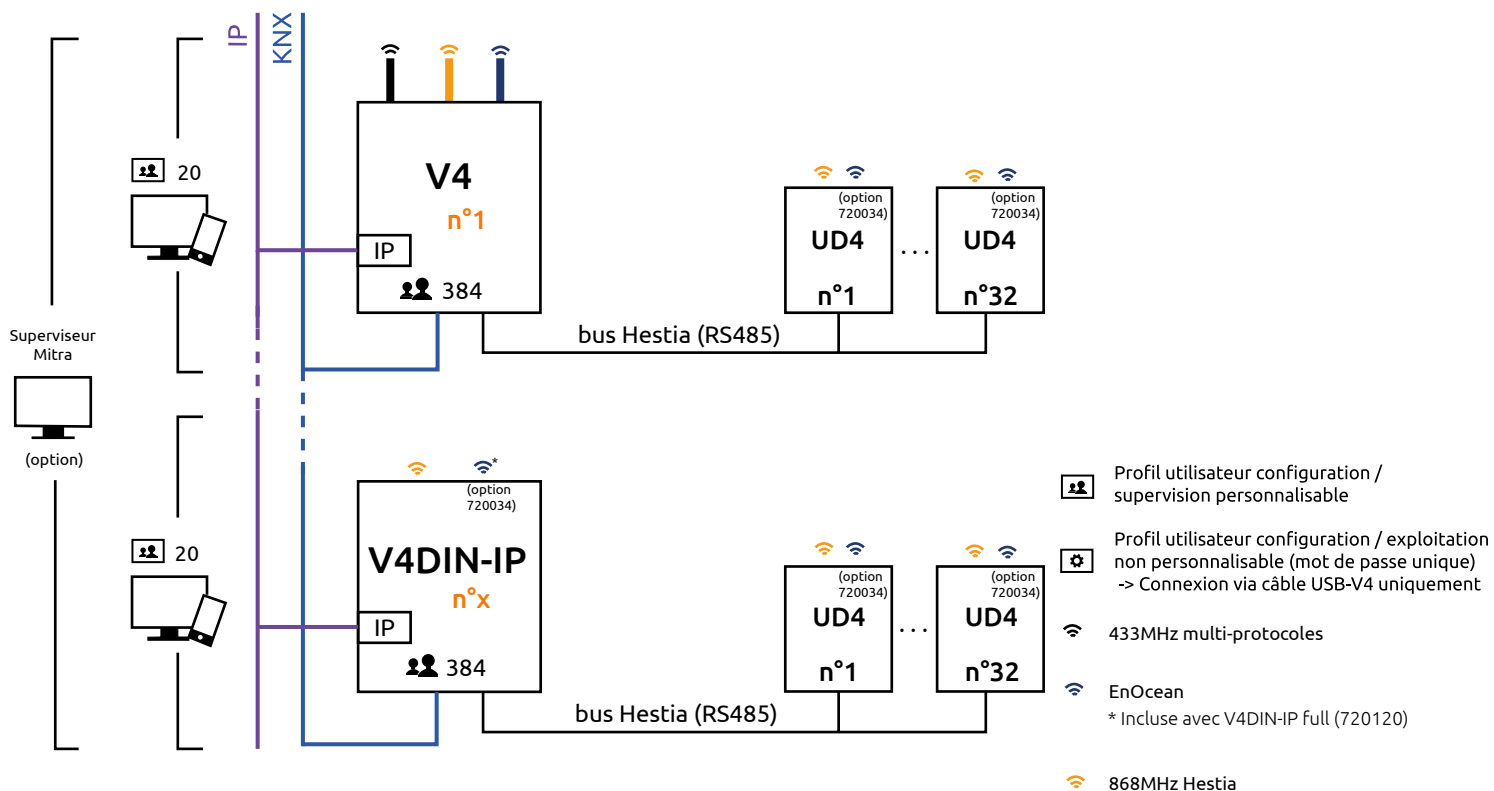 IP
KNX
20
V4
n°1
IP
384
(option
720034)
UD4
n°1
...
(option
720034)
UD4
n°32
bus Hestia (RS485)
Superviseur
Mitra
(option)
20
*
(option
720034)
V4DIN-IP
n°x
IP
384
(option
720034)
UD4
n°1
...
(option
720034)
UD4
n°32
bus Hestia (RS485)
Profil utilisateur configuration /
supervision personnalisable
Profil utilisateur configuration / exploitation
non personnalisable (mot de passe unique)
-> Connexion via câble USB-V4 uniquement
433MHz multi-protocoles
EnOcean
* Incluse avec V4DIN-IP full (720120)
868MHz Hestia